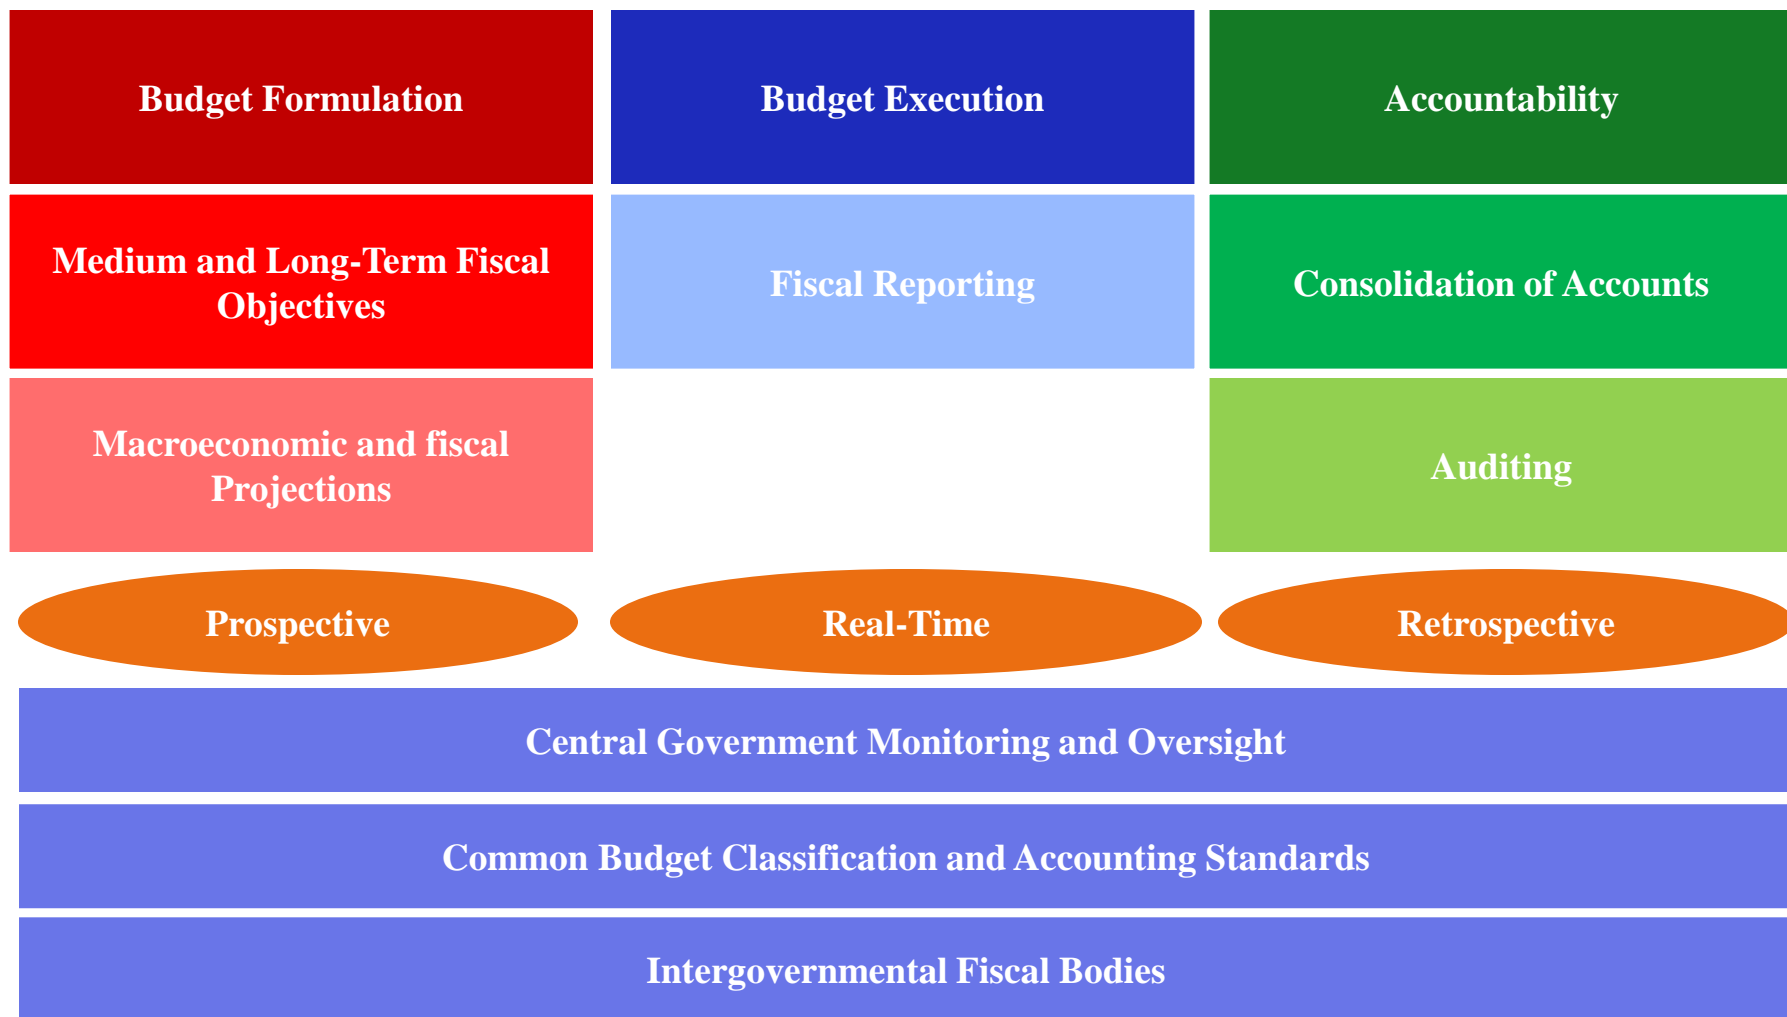 Budget Formulation
Budget Execution
Accountability
Medium and Long-Term Fiscal
Objectives
Fiscal Reporting
Consolidation of Accounts
Macroeconomic and fiscal
Projections
Auditing
Prospective
Real-Time
Retrospective
Central Government Monitoring and Oversight
Common Budget Classification and Accounting Standards
Intergovernmental Fiscal Bodies